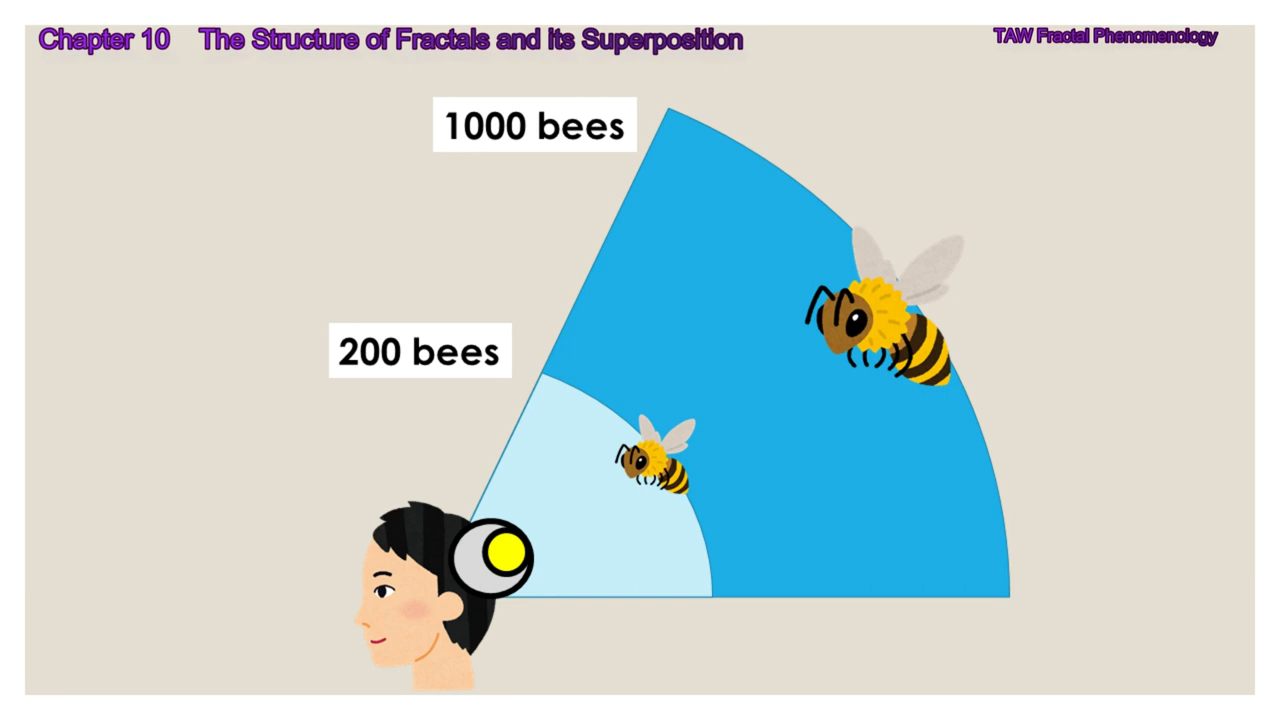 Chapter 10 The Structure of Fractals and its Superposition
TAW Fractal Phenomenology
1000 bees
200 bees